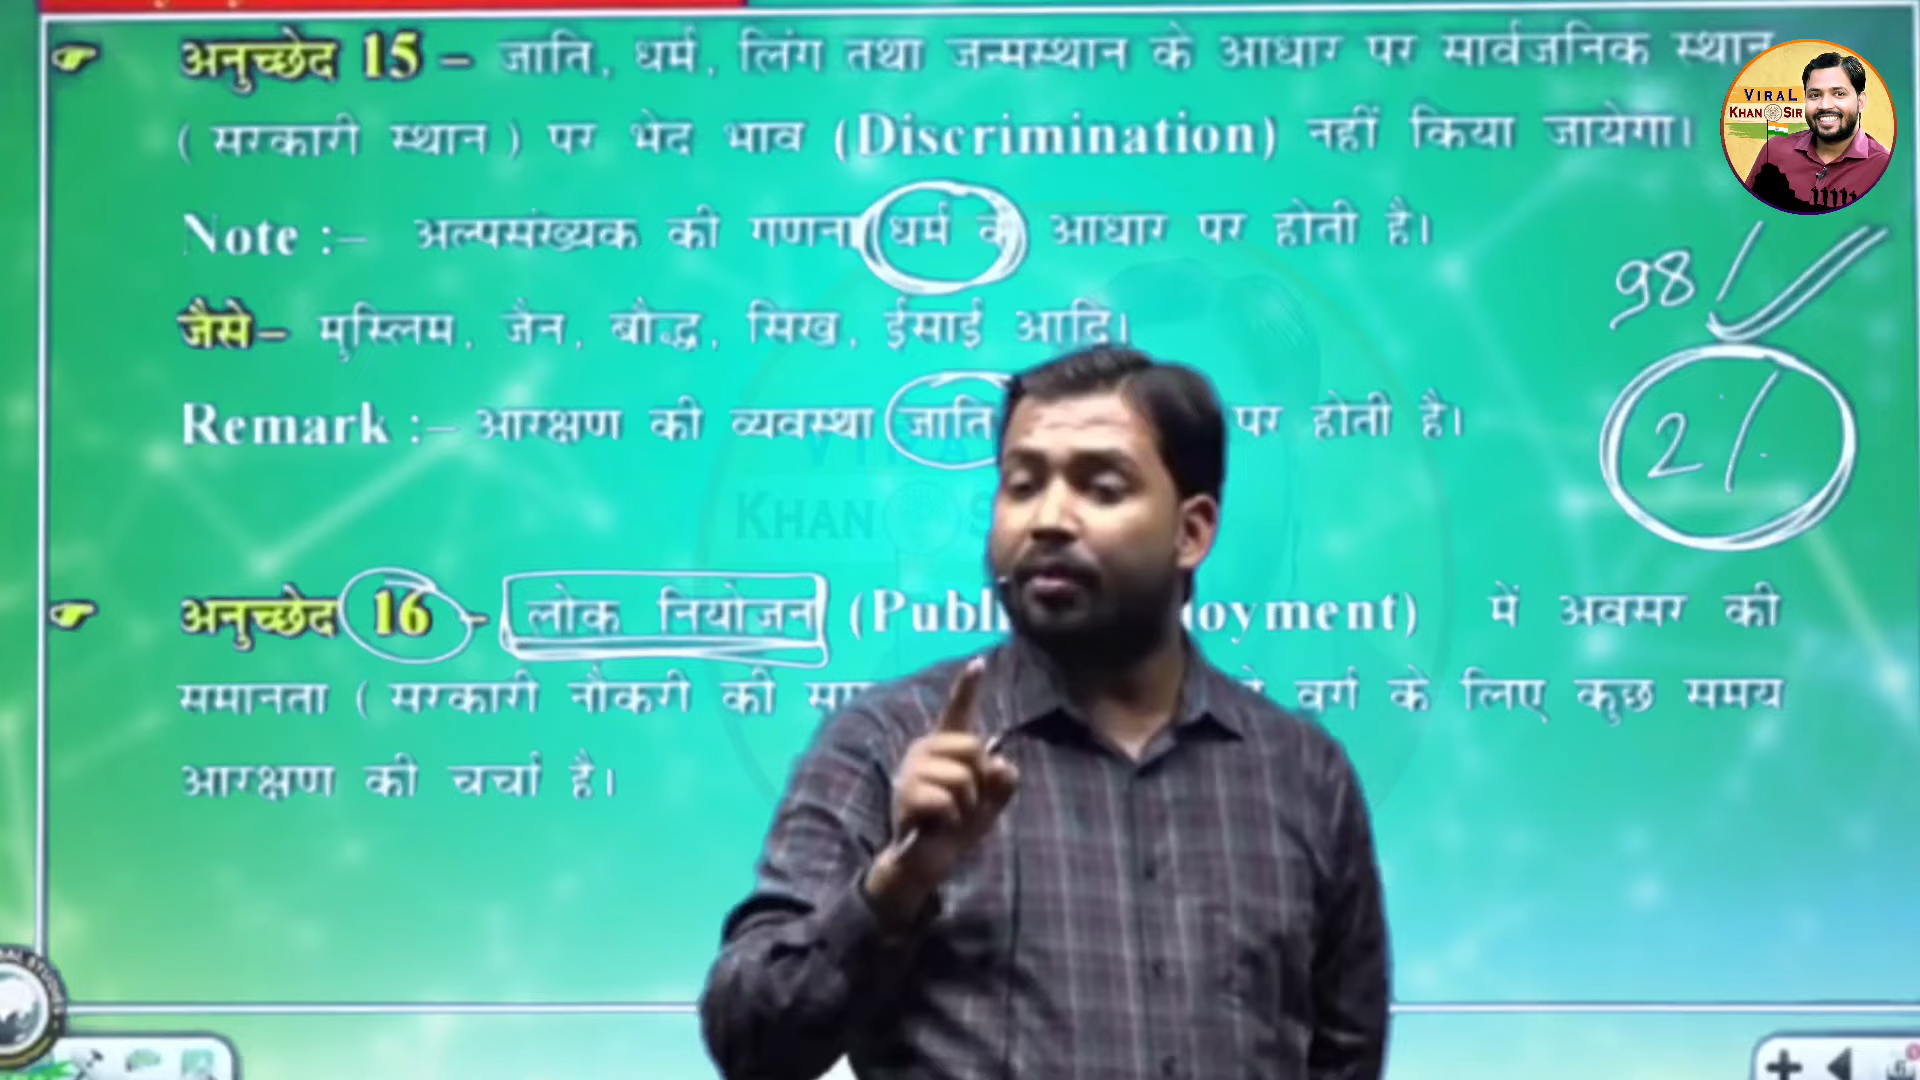 अनुच्छेद 15 – जाति, धर्म, लिंग तथा जन्मस्थान के आधार पर सार्वजनिक स्थान
VIRAL
KHAN SIR
( सरकारी स्थान ) पर भेद भाव (Discrimination) नहीं किया जायेगा।
Note :– अल्पसंख्यक की गणना धर्म के आधार पर होती है।
98 /
जैसे– मुस्लिम, जैन, बौद्ध, सिख, ईसाई आदि।
Remark :– आरक्षण की व्यवस्था जाति पर होती है।
2 %
KHAN
अनुच्छेद 16 – लोक नियोजन (Publ oyment) में अवसर की
समानता ( सरकारी नौकरी की वर्ग के लिए कुछ समय
आरक्षण की चर्चा है।